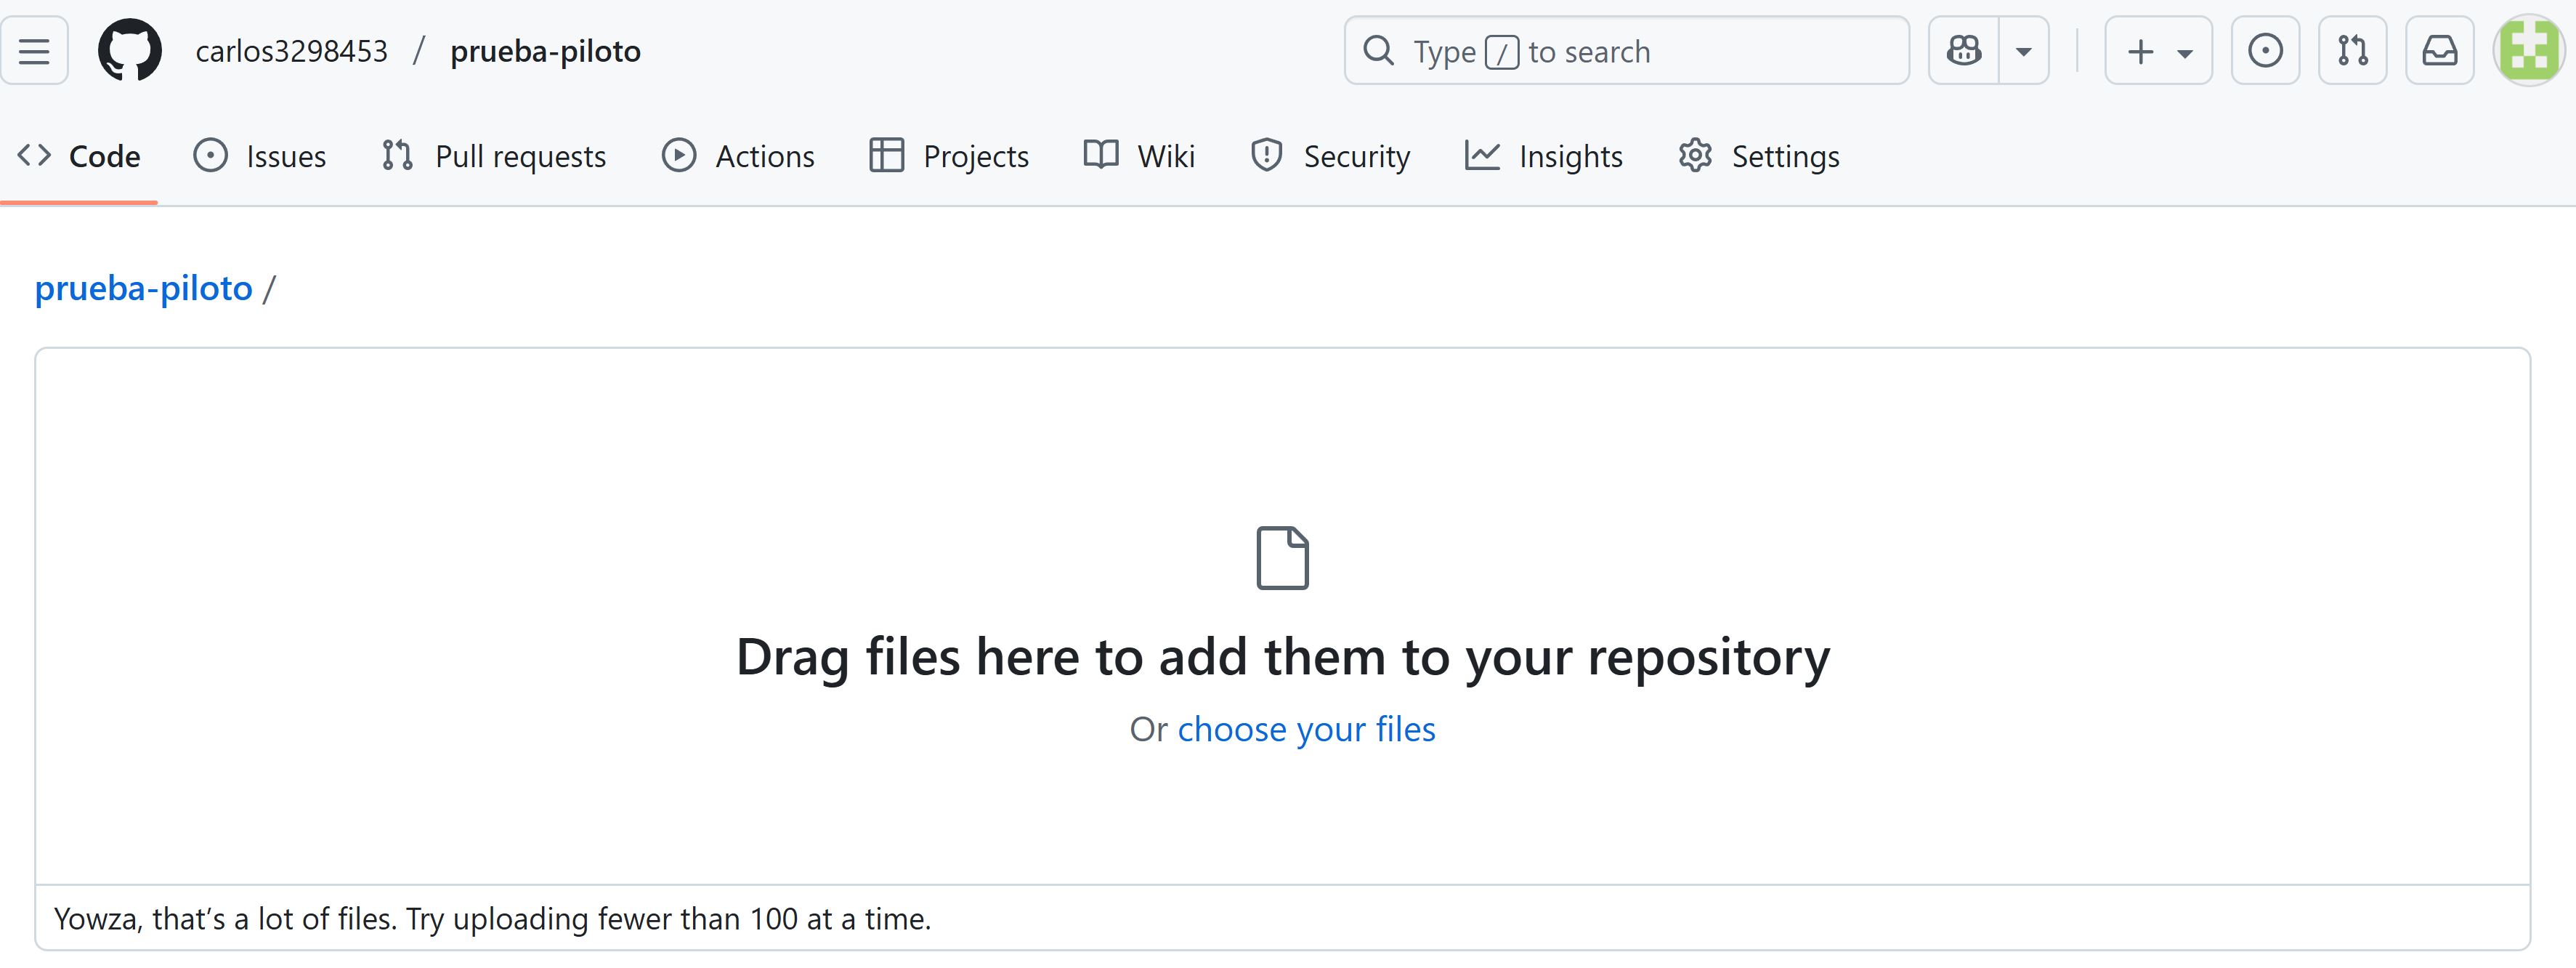 carlos3298453 / prueba-piloto
Type / to search
Code Issues Pull requests Actions Projects Wiki Security Insights Settings
prueba-piloto /
Drag files here to add them to your repository
Or choose your files
Yowza, that’s a lot of files. Try uploading fewer than 100 at a time.